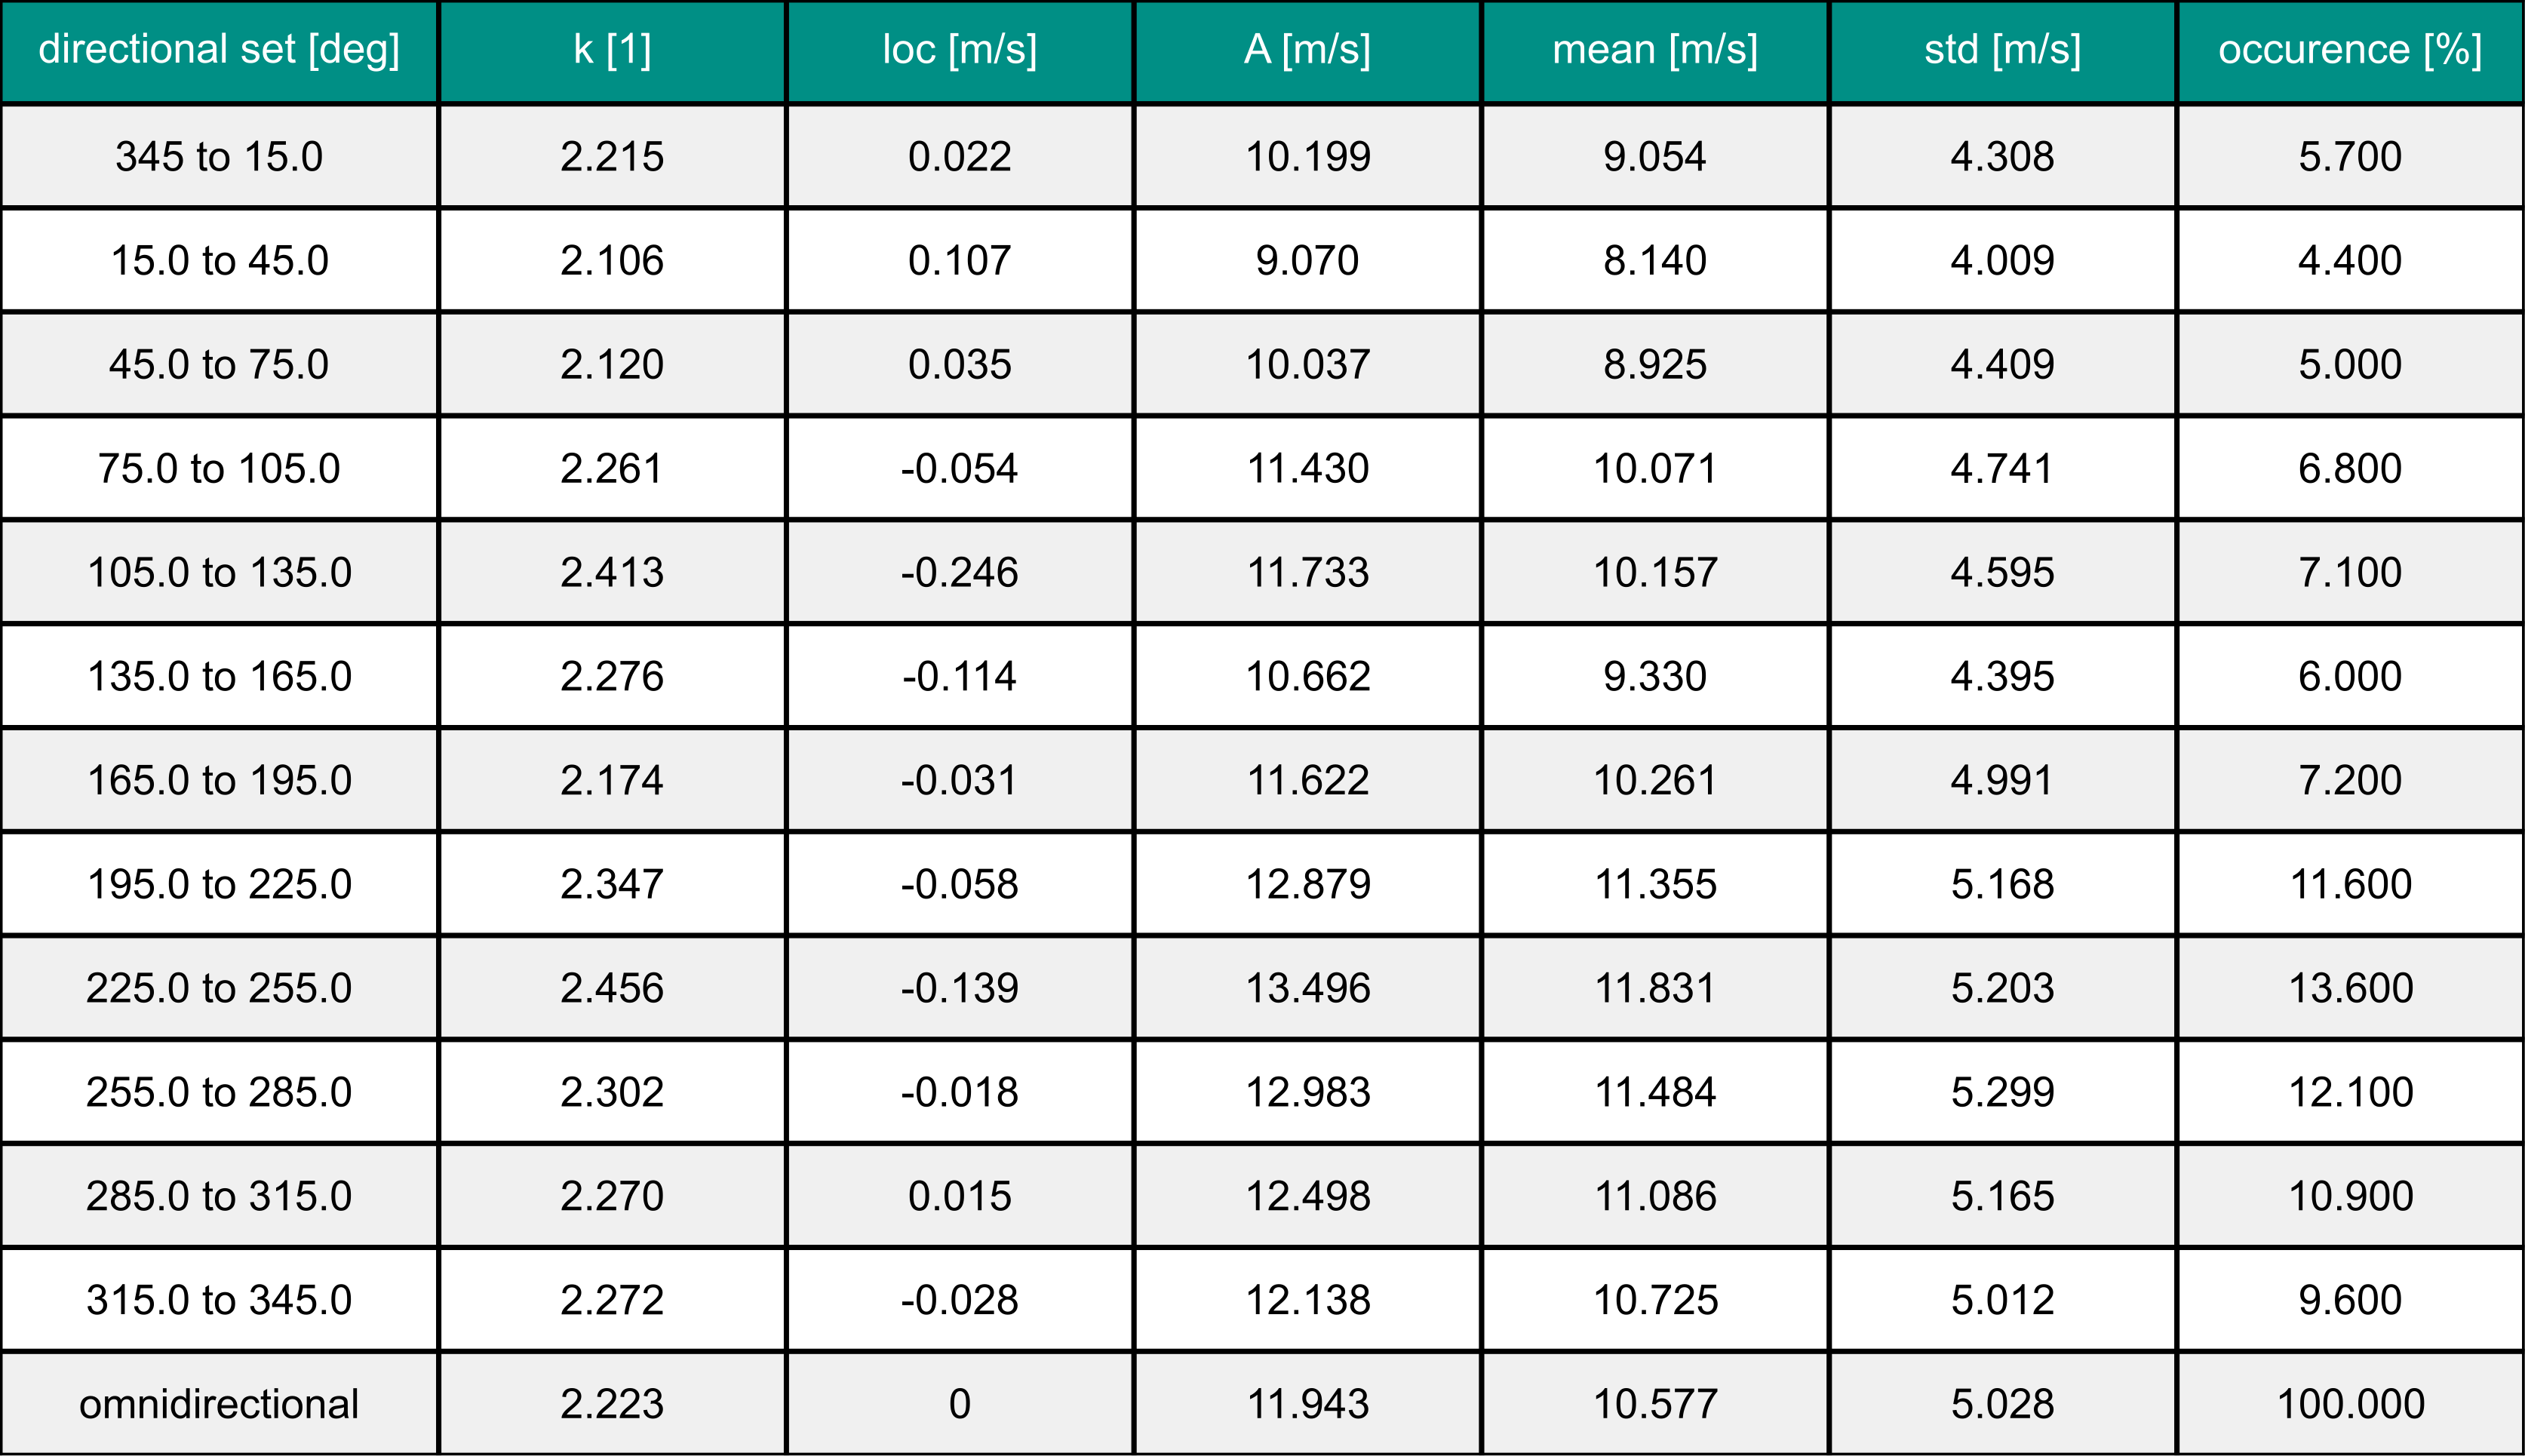 directional set [deg] k [1] loc [m/s] A [m/s] mean [m/s] std [m/s] occurence [%]
345 to 15.0 2.215 0.022 10.199 9.054 4.308 5.700
15.0 to 45.0 2.106 0.107 9.070 8.140 4.009 4.400
45.0 to 75.0 2.120 0.035 10.037 8.925 4.409 5.000
75.0 to 105.0 2.261 -0.054 11.430 10.071 4.741 6.800
105.0 to 135.0 2.413 -0.246 11.733 10.157 4.595 7.100
135.0 to 165.0 2.276 -0.114 10.662 9.330 4.395 6.000
165.0 to 195.0 2.174 -0.031 11.622 10.261 4.991 7.200
195.0 to 225.0 2.347 -0.058 12.879 11.355 5.168 11.600
225.0 to 255.0 2.456 -0.139 13.496 11.831 5.203 13.600
255.0 to 285.0 2.302 -0.018 12.983 11.484 5.299 12.100
285.0 to 315.0 2.270 0.015 12.498 11.086 5.165 10.900
315.0 to 345.0 2.272 -0.028 12.138 10.725 5.012 9.600
omnidirectional 2.223 0 11.943 10.577 5.028 100.000